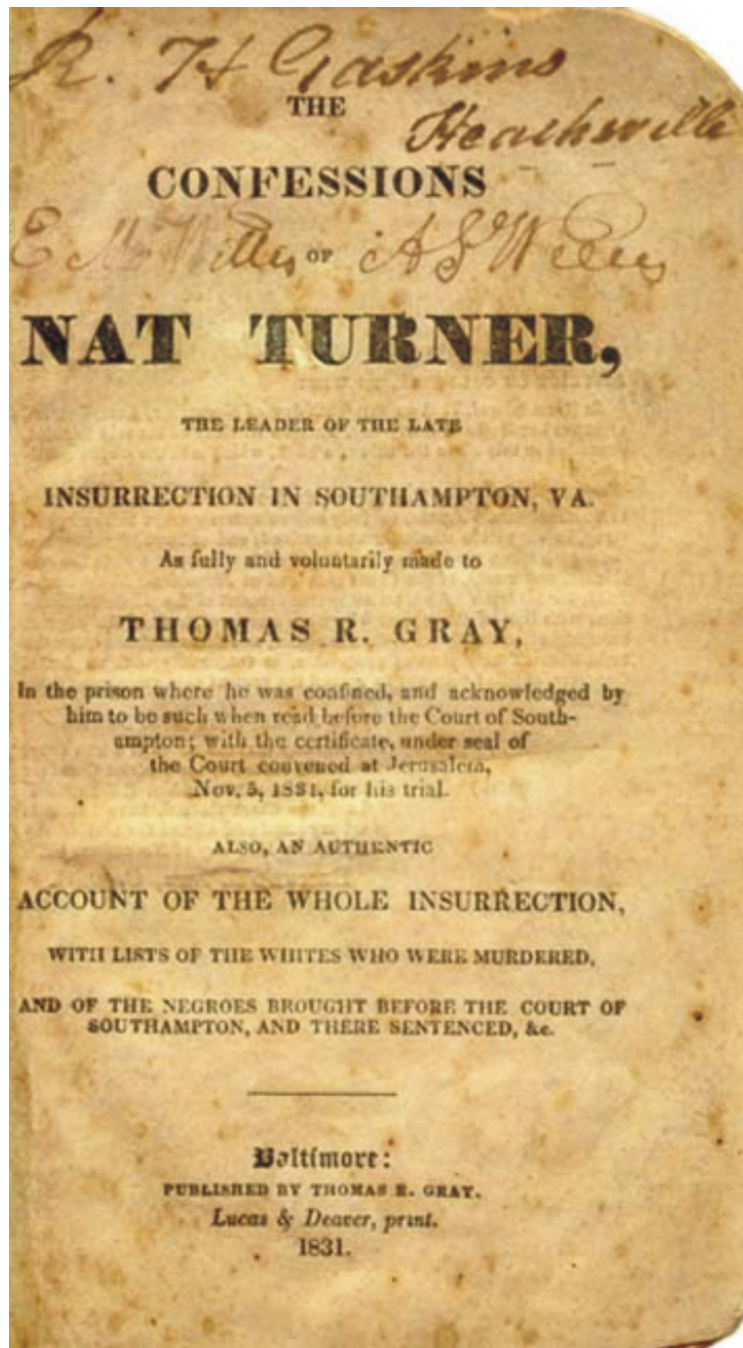 R. H Gaskins
THE
Heathsville
CONFESSIONS
OF
NAT TURNER,
THE LEADER OF THE LATE
INSURRECTION IN SOUTHAMPTON, VA.
As fully and voluntarily made to
THOMAS R. GRAY,
In the prison where he was confined, and acknowledged by
him to be such when read before the Court of South-
ampton; with the certificate, under seal of
the Court convened at Jerusalem,
Nov. 5, 1831, for his trial.
ALSO, AN AUTHENTIC
ACCOUNT OF THE WHOLE INSURRECTION,
WITH LISTS OF THE WHITES WHO WERE MURDERED,
AND OF THE NEGROES BROUGHT BEFORE THE COURT OF
SOUTHAMPTON, AND THERE SENTENCED, &c.
Baltimore:
PUBLISHED BY THOMAS R. GRAY.
Lucas & Deaver, print.
1831.